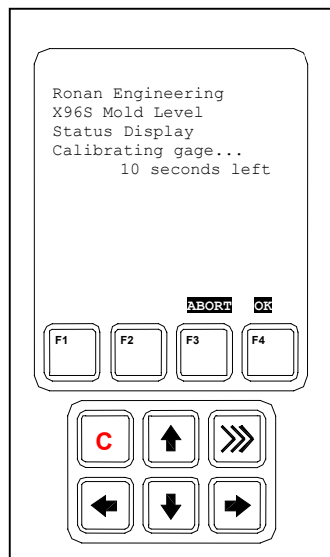 Ronan Engineering
X96S Mold Level
Status Display
Calibrating gage...
10 seconds left
ABORT OK
F1 F2 F3 F4
C